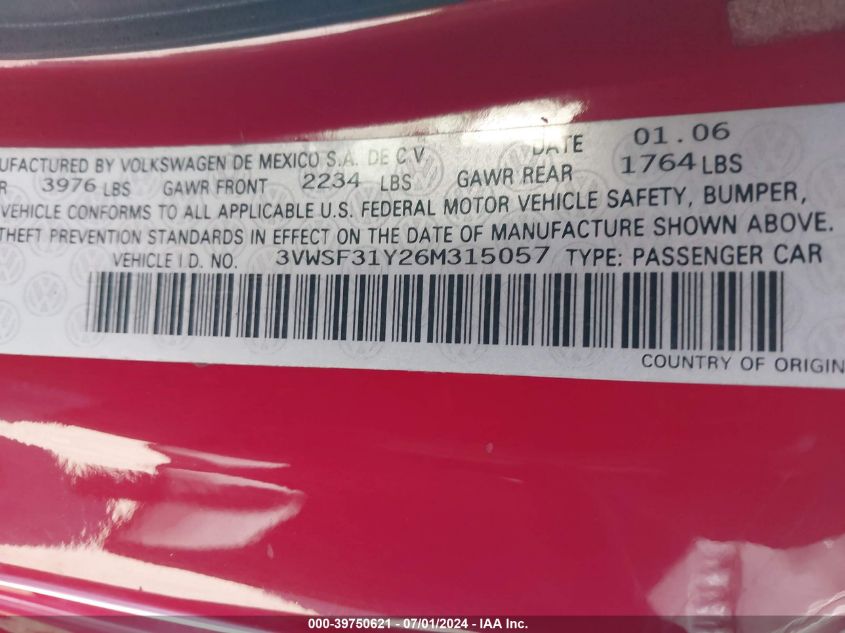 UFACTURED BY VOLKSWAGEN DE MEXICO S.A. DE C.V DATE 01.06
R 3976 LBS GAWR FRONT 2234 LBS GAWR REAR 1764 LBS
VEHICLE CONFORMS TO ALL APPLICABLE U.S. FEDERAL MOTOR VEHICLE SAFETY, BUMPER,
THEFT PREVENTION STANDARDS IN EFFECT ON THE DATE OF MANUFACTURE SHOWN ABOVE.
VEHICLE I.D. NO. 3VWSF31Y26M315057 TYPE: PASSENGER CAR
COUNTRY OF ORIGIN
000-39750621 - 07/01/2024 - IAA Inc.